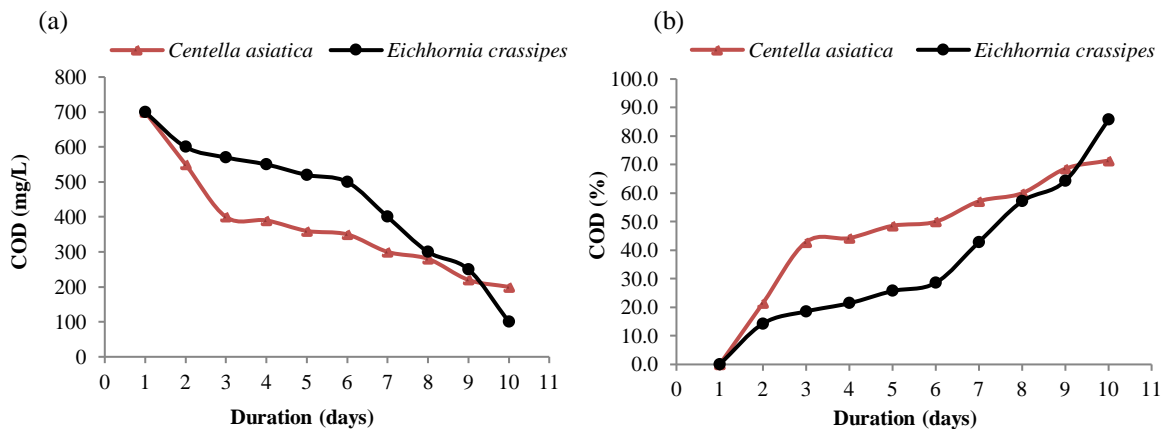 (a)
Centella asiatica
Eichhornia crassipes
800
700
600
500
400
300
200
100
0
COD (mg/L)
0 1 2 3 4 5 6 7 8 9 10 11
Duration (days)
(b)
Centella asiatica
Eichhornia crassipes
100.0
90.0
80.0
70.0
60.0
50.0
40.0
30.0
20.0
10.0
0.0
COD (%)
0 1 2 3 4 5 6 7 8 9 10 11
Duration (days)